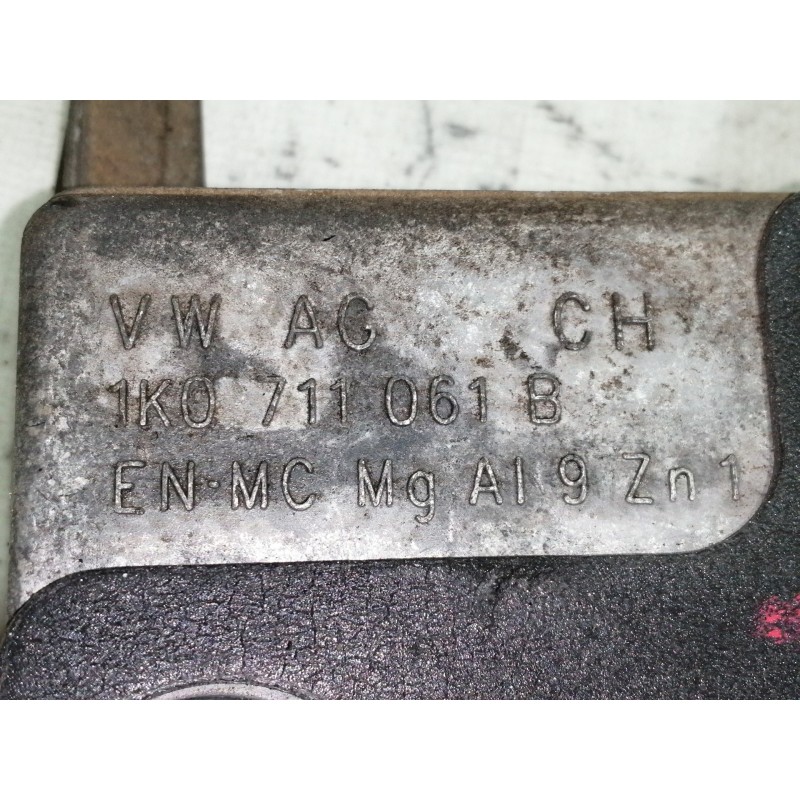 VW AG CH
1K0 711 061 B
EN-MC Mg Al 9 Zn 1